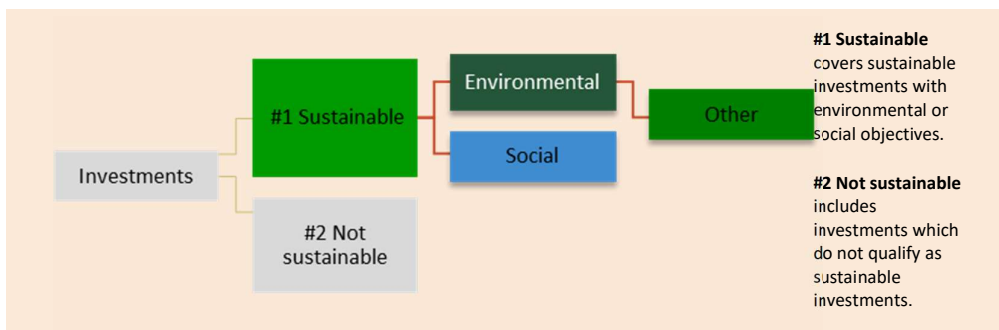 Investments
#1 Sustainable
#2 Not
sustainable
Environmental
Social
Other
#1 Sustainable
covers sustainable
investments with
environmental or
social objectives.
#2 Not sustainable
includes
investments which
do not qualify as
sustainable
investments.